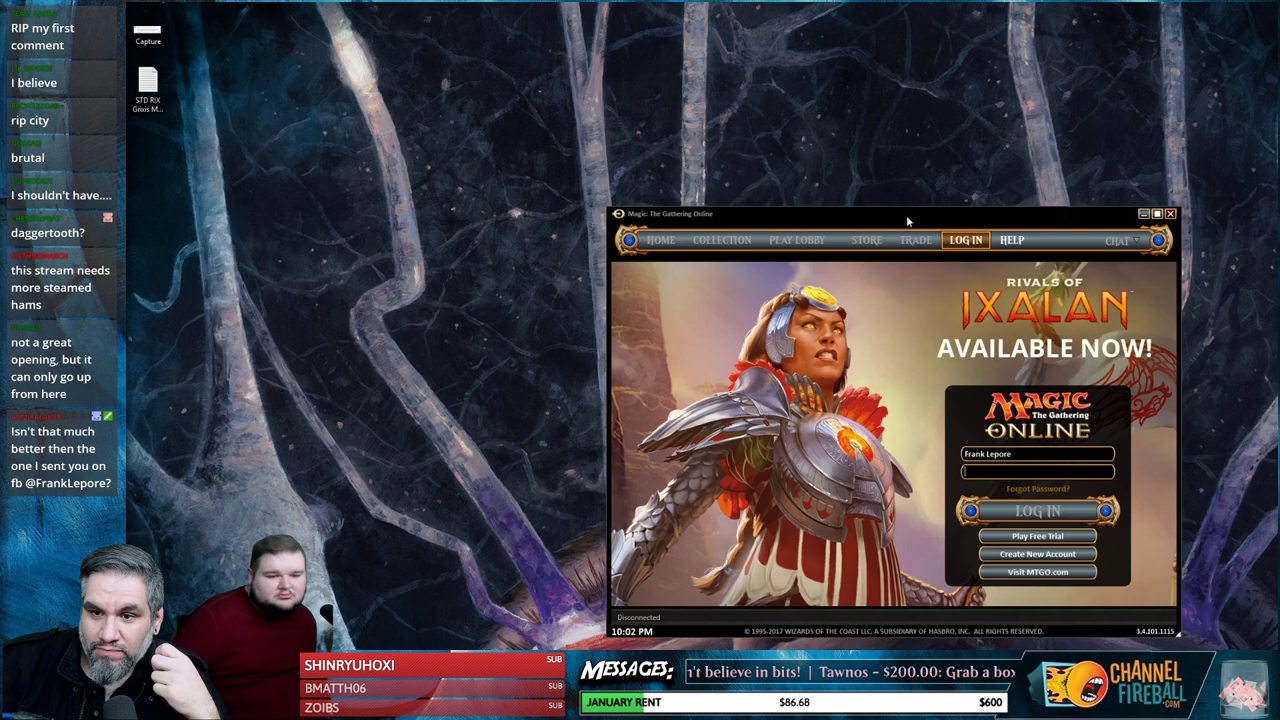 RIP my first
comment
I believe
rip city
brutal
I shouldn't have....
daggertooth?
this stream needs
more steamed
hams
not a great
opening, but it
can only go up
from here
Isn't that much
better then the
one I sent you on
fb @FrankLepore?
Capture
STD RIX
Grixis M...
Magic: The Gathering Online
HOME COLLECTION PLAY LOBBY STORE TRADE LOG IN HELP CHAT
RIVALS OF
IXALAN
AVAILABLE NOW!
MAGIC
The Gathering
ONLINE
Frank Lepore
Forgot Password?
LOG IN
Play Free Trial
Create New Account
Visit MTGO.com
Disconnected
10:02 PM
© 1995-2017 WIZARDS OF THE COAST LLC, A SUBSIDIARY OF HASBRO, INC. ALL RIGHTS RESERVED.
3.4.101.1115
SHINRYUHOXI SUB
BMATTH06 SUB
ZOIBS SUB
MESSAGES:
't believe in bits! | Tawnos - $200.00: Grab a box
JANUARY RENT $86.68 $600
CHANNEL
FIREBALL
.COM